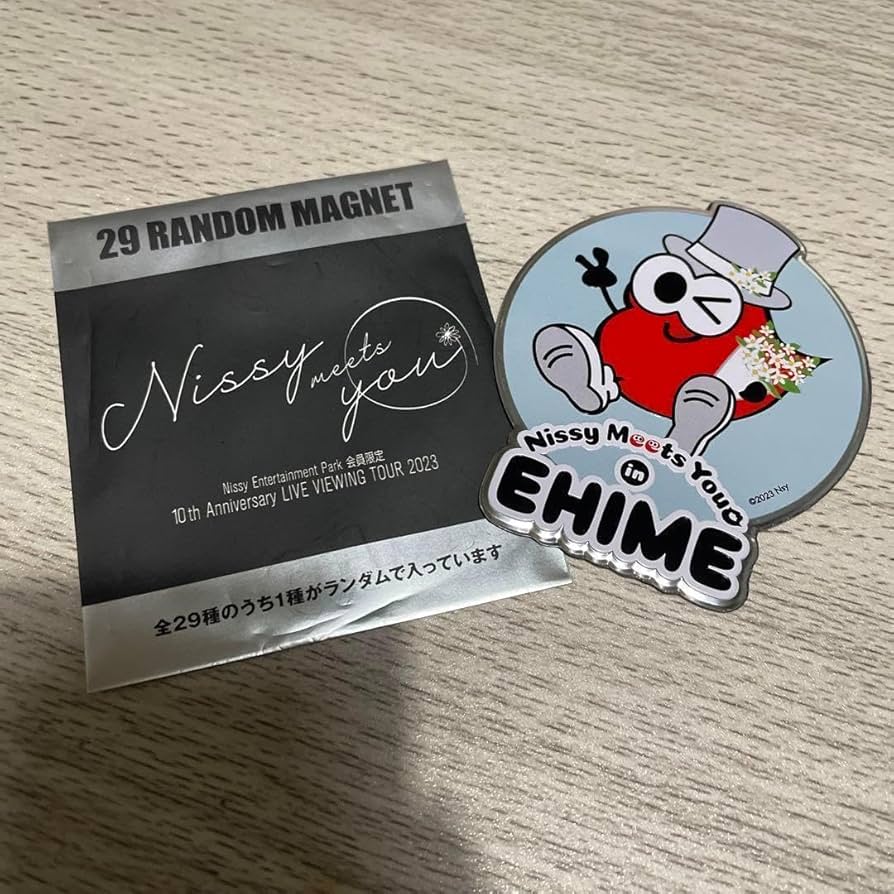 29 RANDOM MAGNET
Nissy meets you
Nissy Entertainment Park 会員限定
10th Anniversary LIVE VIEWING TOUR 2023
全29種のうち1種がランダムで入っています
Nissy Meets You
in
EHIME
©2023 Nsy